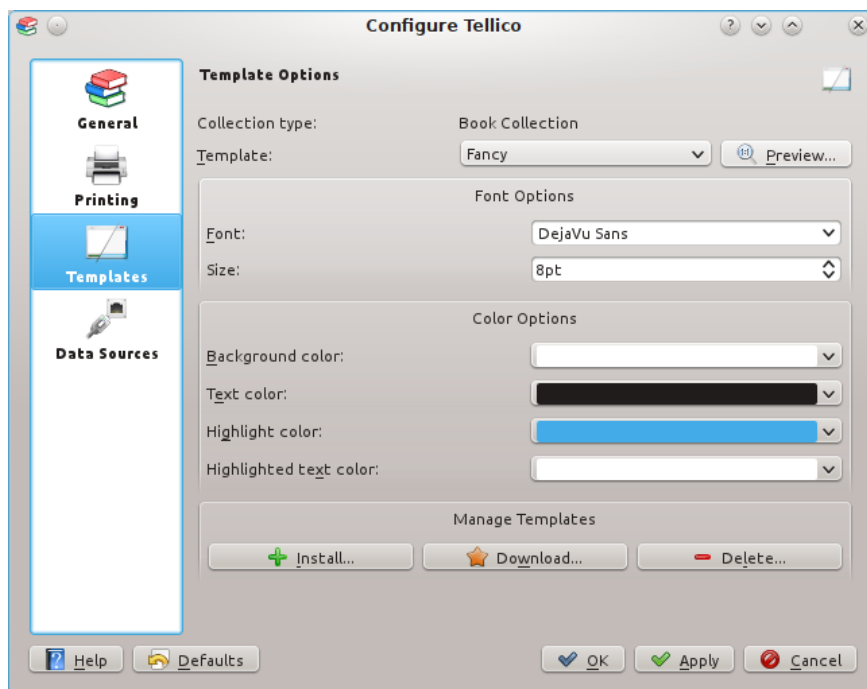 Configure Tellico
General
Printing
Templates
Data Sources
Template Options
Collection type: Book Collection
Template: Fancy Preview...
Font Options
Font: DejaVu Sans
Size: 8pt
Color Options
Background color:
Text color:
Highlight color:
Highlighted text color:
Manage Templates
Install... Download... Delete...
Help Defaults OK Apply Cancel